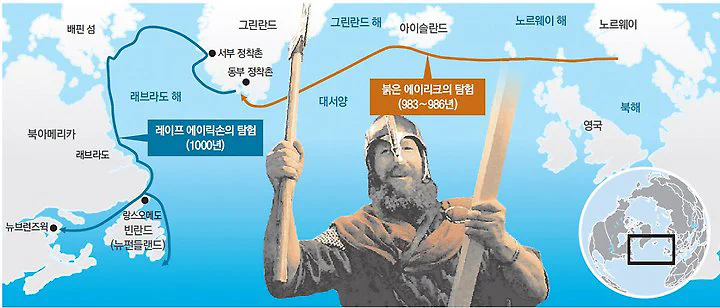 배핀 섬
그린란드
그린란드 해
아이슬란드
노르웨이 해
노르웨이
서부 정착촌
동부 정착촌
래브라도 해
붉은 에이리크의 탐험
(983~986년)
대서양
북해
영국
북아메리카
레이프 에이릭손의 탐험
(1000년)
래브라도
랑스오메도
뉴브런즈윅
빈란드
(뉴펀들랜드)